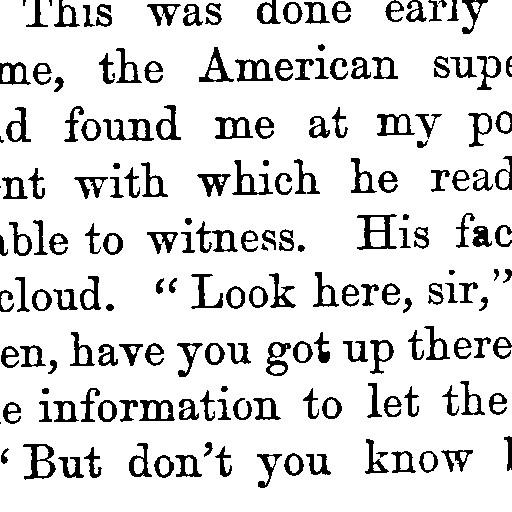 This was done early
me, the American supe
d found me at my po
nt with which he read
able to witness. His fac
cloud. “ Look here, sir,”
en, have you got up there
e information to let the
“ But don’t you know